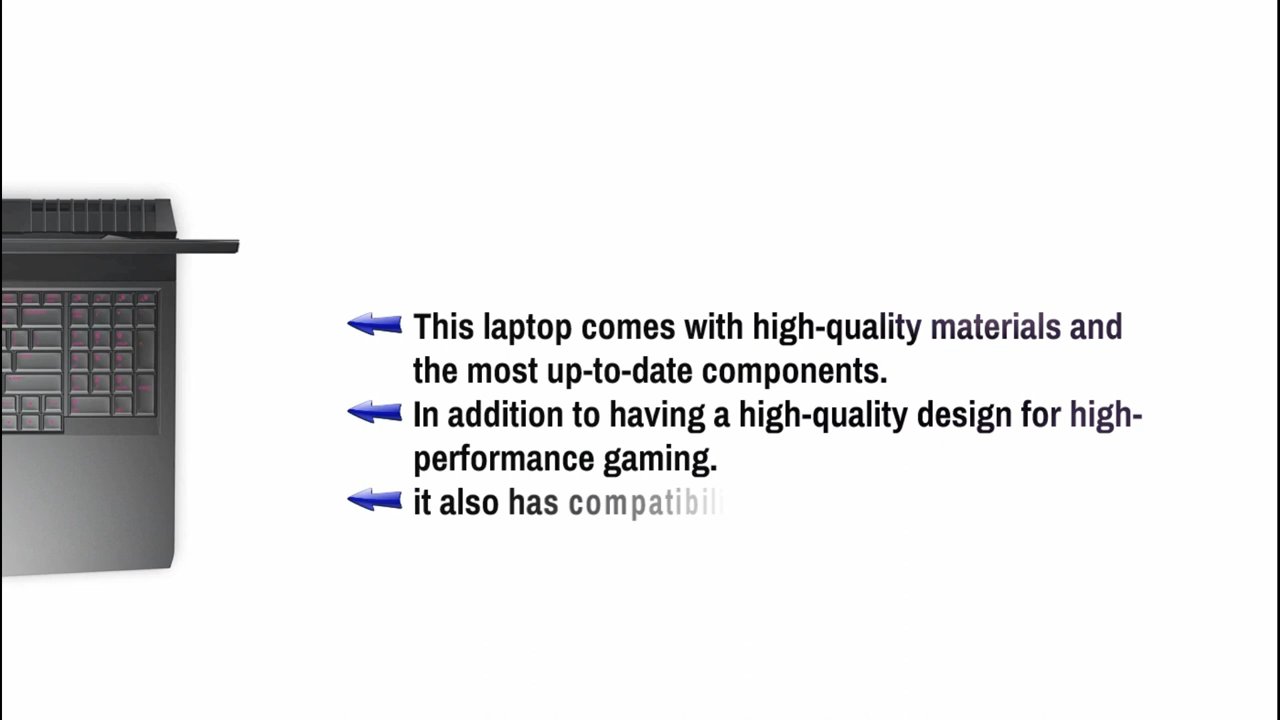 This laptop comes with high-quality materials and
the most up-to-date components.
In addition to having a high-quality design for high-
performance gaming.
it also has compatibili